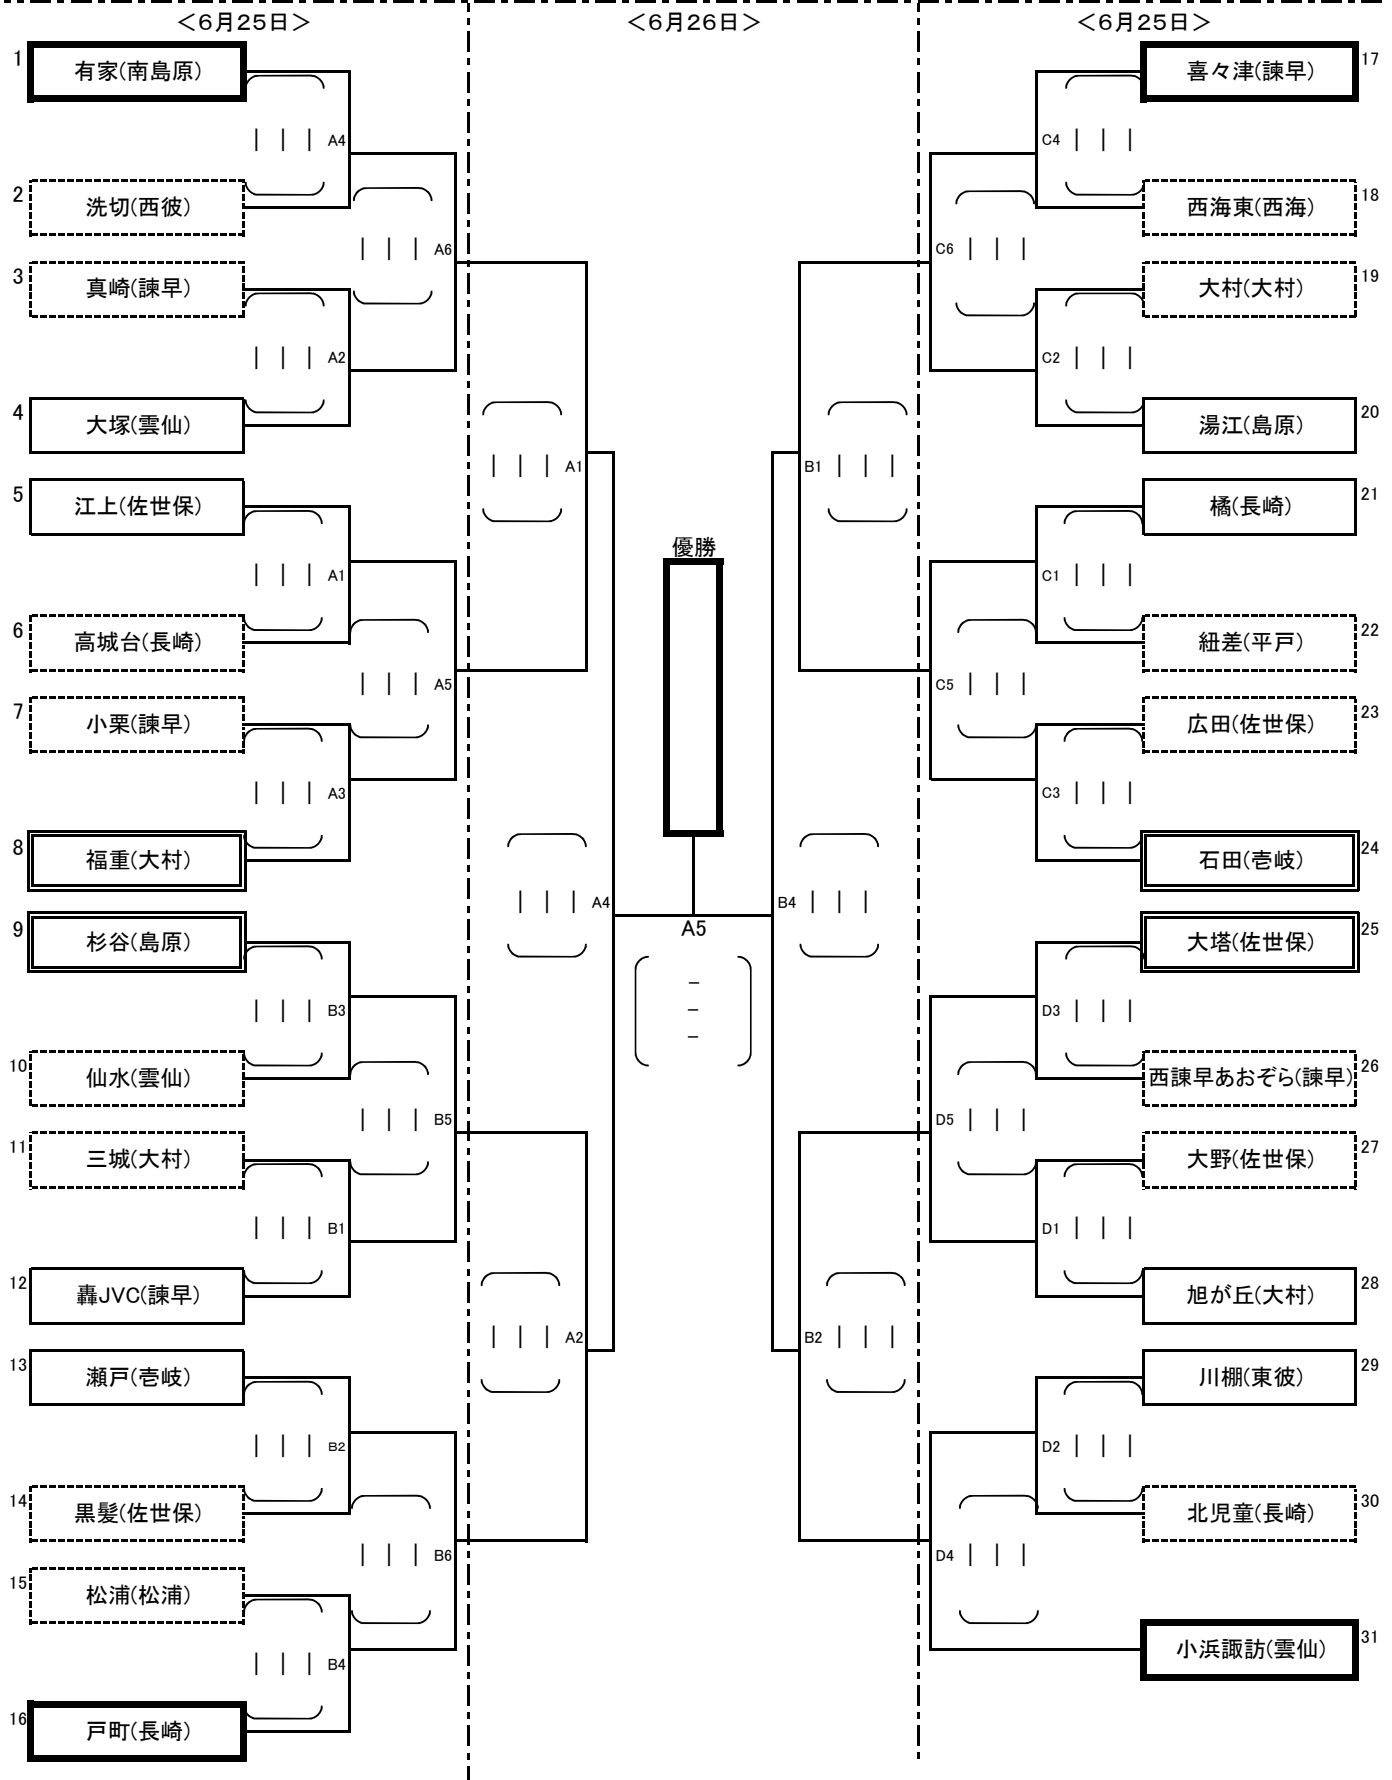 ＜6月25日＞
＜6月26日＞
＜6月25日＞
1
有家(南島原)
A4
2
洗切(西彼)
A6
3
真崎(諫早)
A2
4
大塚(雲仙)
A1
5
江上(佐世保)
A1
6
高城台(長崎)
A5
7
小栗(諫早)
A3
8
福重(大村)
A4
9
杉谷(島原)
B3
10
仙水(雲仙)
B5
11
三城(大村)
B1
12
轟JVC(諫早)
A2
13
瀬戸(壱岐)
B2
14
黒髪(佐世保)
B6
15
松浦(松浦)
B4
16
戸町(長崎)
優勝
A5
－
－
－
17
喜々津(諫早)
C4
18
西海東(西海)
C6
19
大村(大村)
C2
20
湯江(島原)
B1
21
橘(長崎)
C1
22
紐差(平戸)
C5
23
広田(佐世保)
C3
24
石田(壱岐)
B4
25
大塔(佐世保)
D3
26
西諫早あおぞら(諫早)
D5
27
大野(佐世保)
D1
28
旭が丘(大村)
B2
29
川棚(東彼)
D2
30
北児童(長崎)
D4
31
小浜諏訪(雲仙)